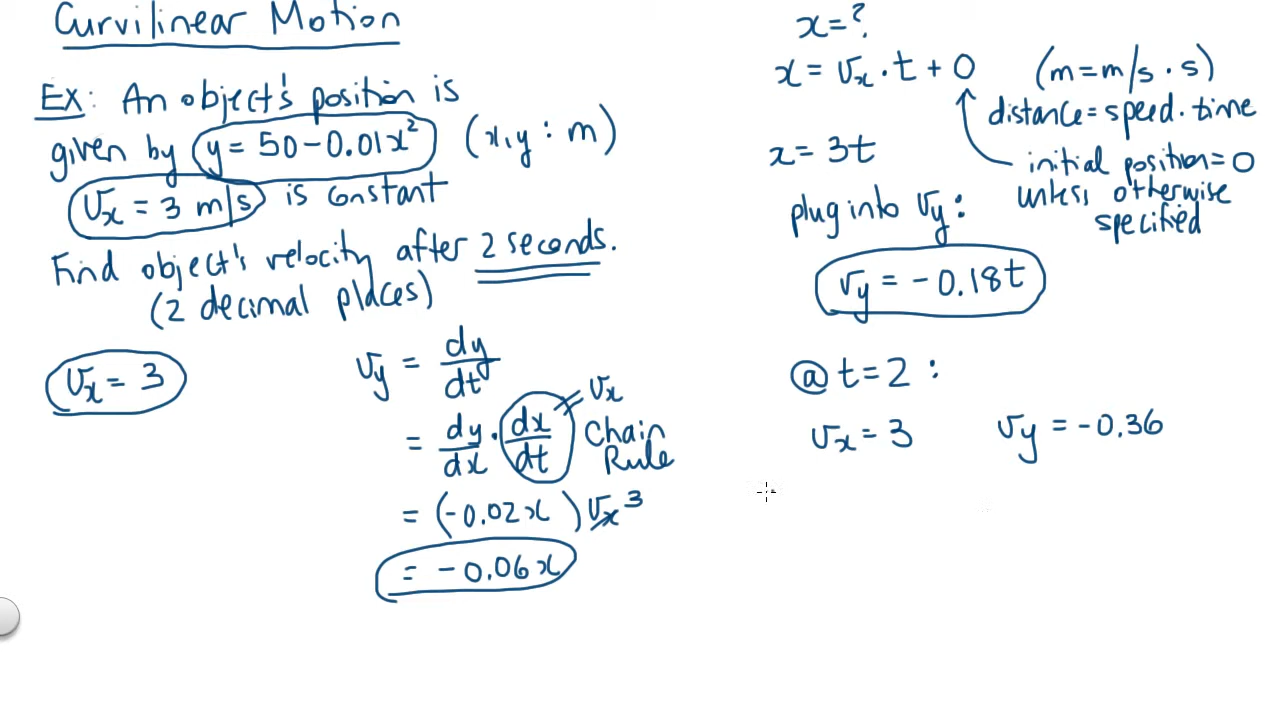 Curvilinear Motion
EX: An object's position is
given by y = 50 - 0.01x² (x,y : m)
Vx = 3 m/s is constant
Find object's velocity after 2 seconds.
(2 decimal places)
Vx = 3
Vy = dy/dt
= dy/dx · dx/dt = Vx Chain Rule
= (-0.02x) Vx 3
= -0.06x
x = ?
x = Vx · t + 0 (m = m/s · s)
distance = speed · time
x = 3t
initial position = 0
unless otherwise
specified
plug into Vy :
Vy = -0.18t
@ t = 2 :
Vx = 3 Vy = -0.36